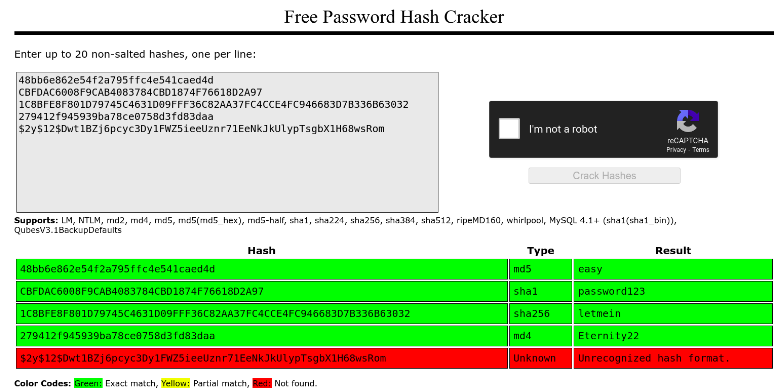 Free Password Hash Cracker
Enter up to 20 non-salted hashes, one per line:
48bb6e862e54f2a795ffc4e541caed4d
CBFDAC6008F9CAB4083784CBD1874F76618D2A97
1C8BFE8F801D79745C4631D09FFF36C82AA37FC4CCE4FC946683D7B336B63032
279412f945939ba78ce0758d3fd83daa
$2y$12$Dwt1BZj6pcyc3Dy1FWZ5ieeUznr71EeNkJkUlypTsgbX1H68wsRom
I'm not a robot
reCAPTCHA
Privacy - Terms
Crack Hashes
Supports: LM, NTLM, md2, md4, md5, md5(md5_hex), md5-half, sha1, sha224, sha256, sha384, sha512, ripeMD160, whirlpool, MySQL 4.1+ (sha1(sha1_bin)),
QubesV3.1BackupDefaults
Hash Type Result
48bb6e862e54f2a795ffc4e541caed4d md5 easy
CBFDAC6008F9CAB4083784CBD1874F76618D2A97 sha1 password123
1C8BFE8F801D79745C4631D09FFF36C82AA37FC4CCE4FC946683D7B336B63032 sha256 letmein
279412f945939ba78ce0758d3fd83daa md4 Eternity22
$2y$12$Dwt1BZj6pcyc3Dy1FWZ5ieeUznr71EeNkJkUlypTsgbX1H68wsRom Unknown Unrecognized hash format.
Color Codes: Green: Exact match, Yellow: Partial match, Red: Not found.